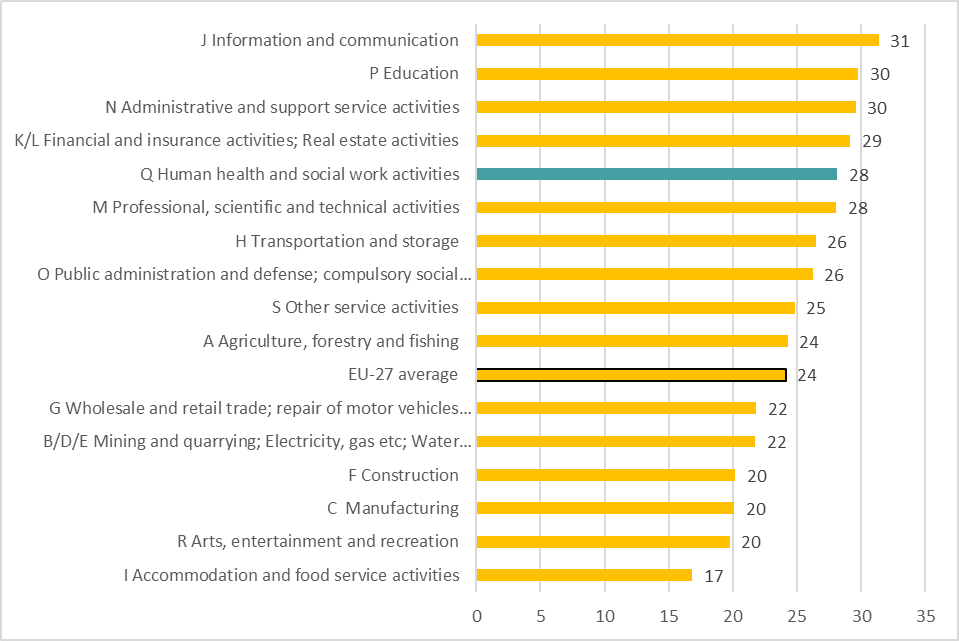 J Information and communication 31
P Education 30
N Administrative and support service activities 30
K/L Financial and insurance activities; Real estate activities 29
Q Human health and social work activities 28
M Professional, scientific and technical activities 28
H Transportation and storage 26
O Public administration and defense; compulsory social... 26
S Other service activities 25
A Agriculture, forestry and fishing 24
EU-27 average 24
G Wholesale and retail trade; repair of motor vehicles... 22
B/D/E Mining and quarrying; Electricity, gas etc; Water... 22
F Construction 20
C  Manufacturing 20
R Arts, entertainment and recreation 20
I Accommodation and food service activities 17
0 5 10 15 20 25 30 35